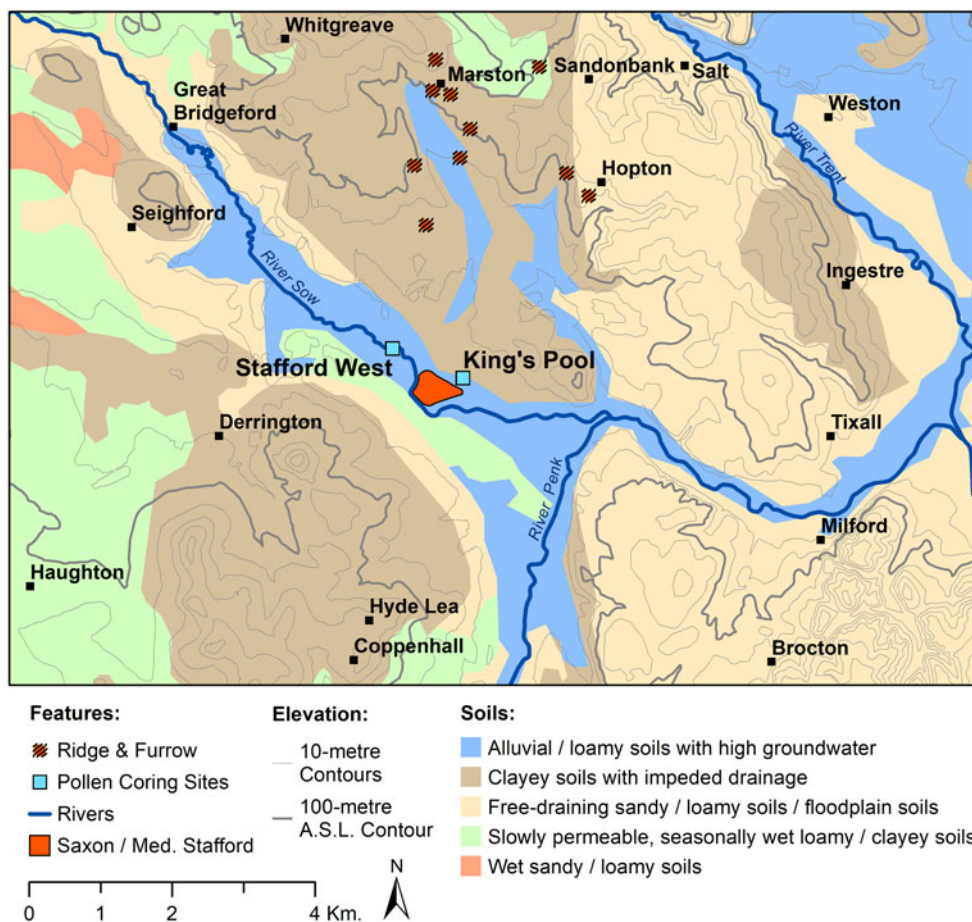 Whitgreave
Marston
Sandonbank
Salt
Great
Bridgeford
Weston
River Trent
Hopton
Seighford
River Sow
Ingestre
Stafford West
King's Pool
Derrington
Tixall
River Penk
Milford
Haughton
Hyde Lea
Coppenhall
Brocton
Features:
Ridge & Furrow
Pollen Coring Sites
Rivers
Saxon / Med. Stafford
Elevation:
10-metre
Contours
100-metre
A.S.L. Contour
Soils:
Alluvial / loamy soils with high groundwater
Clayey soils with impeded drainage
Free-draining sandy / loamy soils / floodplain soils
Slowly permeable, seasonally wet loamy / clayey soils
Wet sandy / loamy soils
N
0 1 2 4 Km.